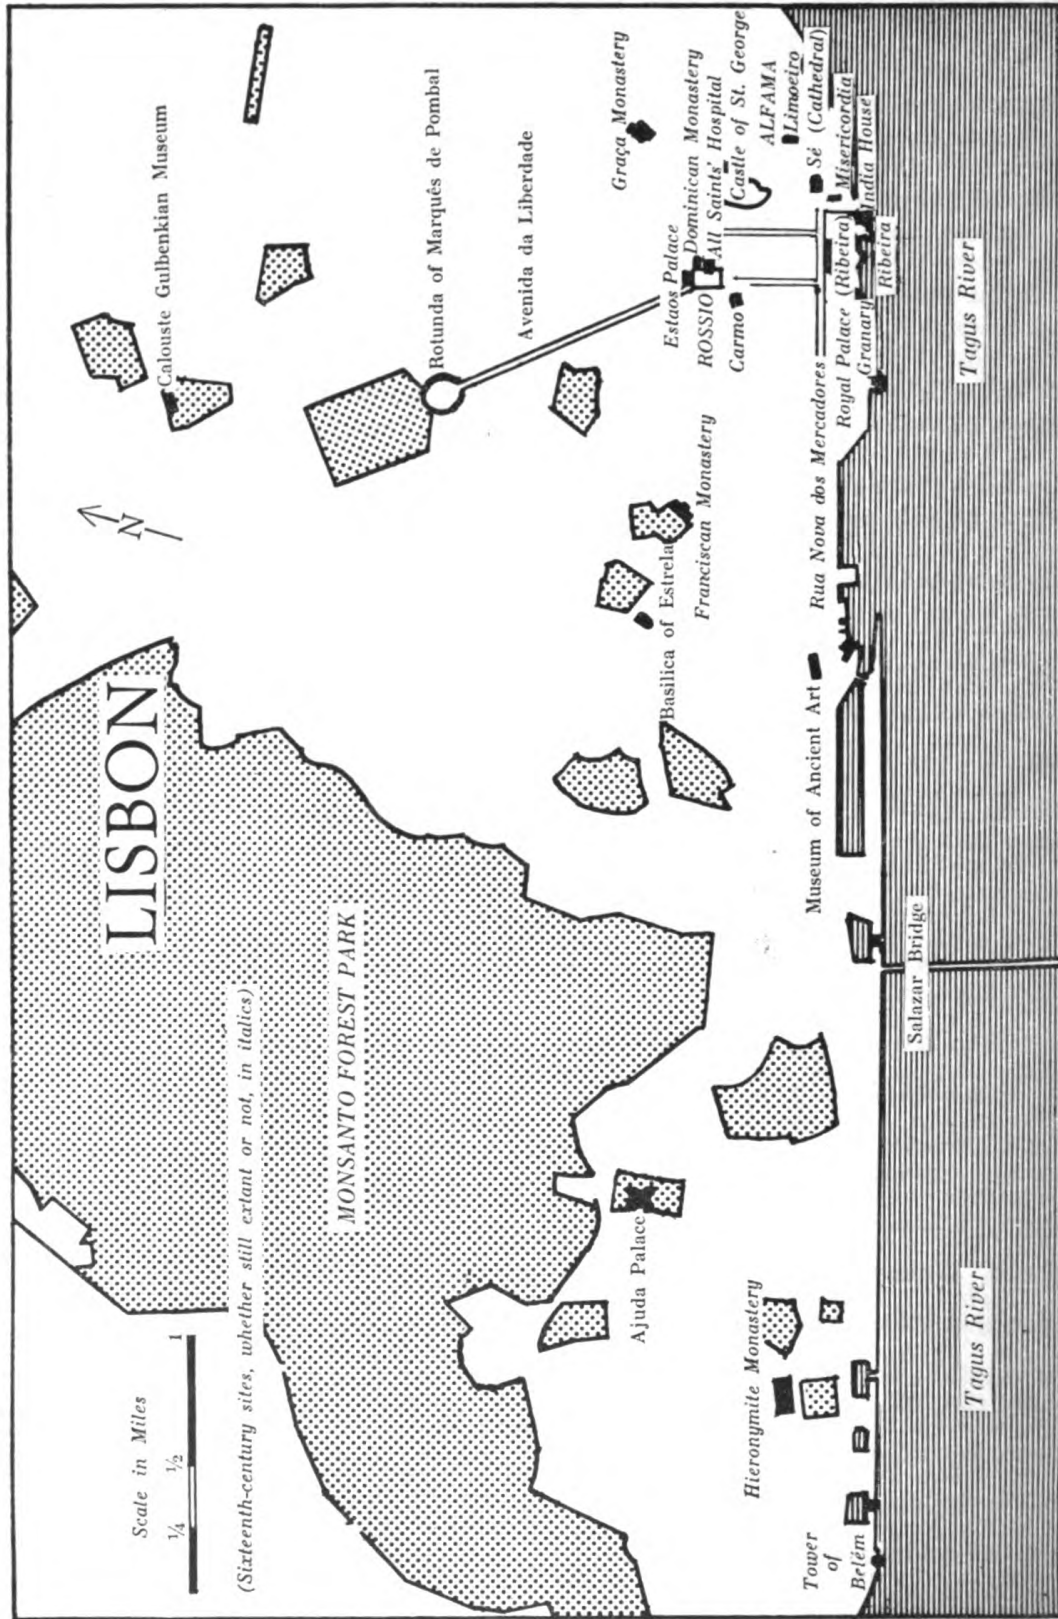 LISBON
Scale in Miles
1/4 1/2 1
(Sixteenth-century sites, whether still extant or not, in italics)
MONSANTO FOREST PARK
N
Calouste Gulbenkian Museum
Rotunda of Marquês de Pombal
Avenida da Liberdade
Graça Monastery
Estaos Palace
Dominican Monastery
ROSSIO
All Saints' Hospital
Carmo
Castle of St. George
ALFAMA
Limoeiro
Franciscan Monastery
Basilica of Estrela
Ajuda Palace
Hieronymite Monastery
Tower
of
Belém
Museum of Ancient Art
Rua Nova dos Mercadores
Sé (Cathedral)
Misericordia
Royal Palace (Ribeira)
India House
Granary
Ribeira
Salazar Bridge
Tagus River
Tagus River